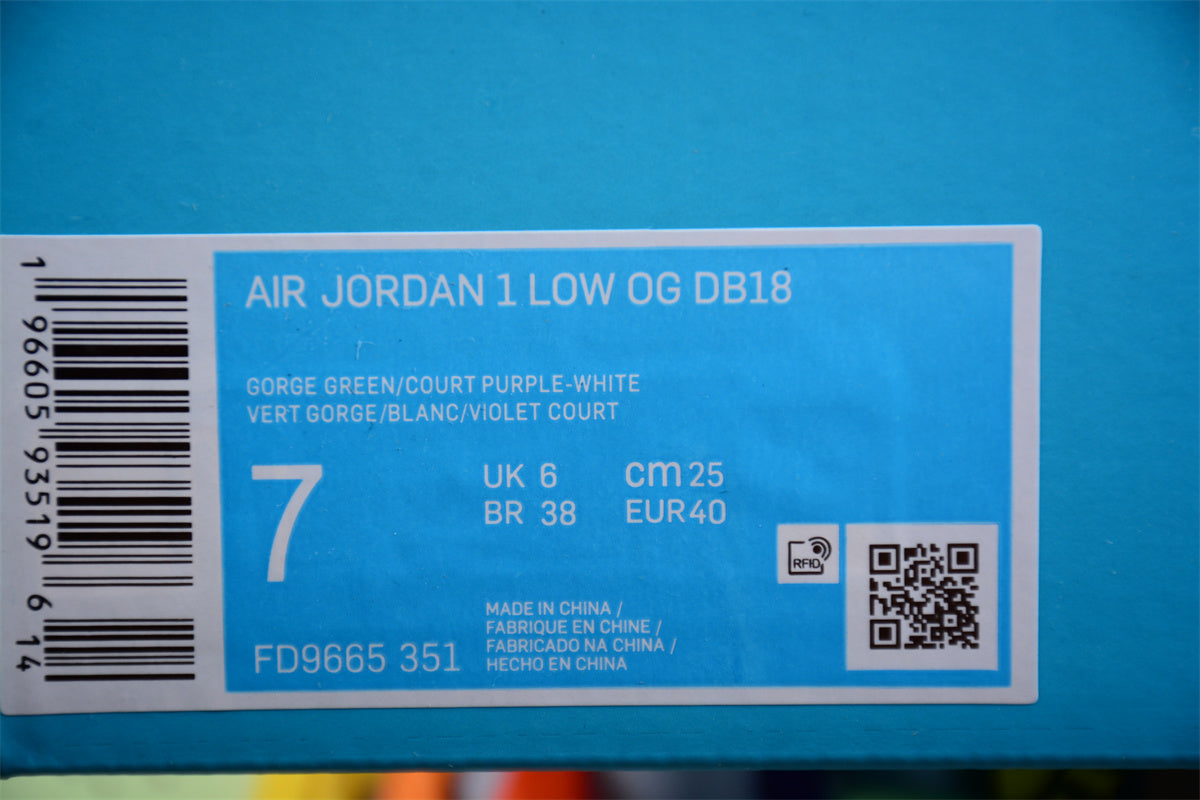 AIR JORDAN 1 LOW OG DB18
GORGE GREEN/COURT PURPLE-WHITE
VERT GORGE/BLANC/VIOLET COURT
7
UK 6
cm 25
BR 38
EUR 40
RFID
MADE IN CHINA /
FABRIQUE EN CHINE /
FABRICADO NA CHINA /
HECHO EN CHINA
FD9665 351
1 96605 93519 6 14